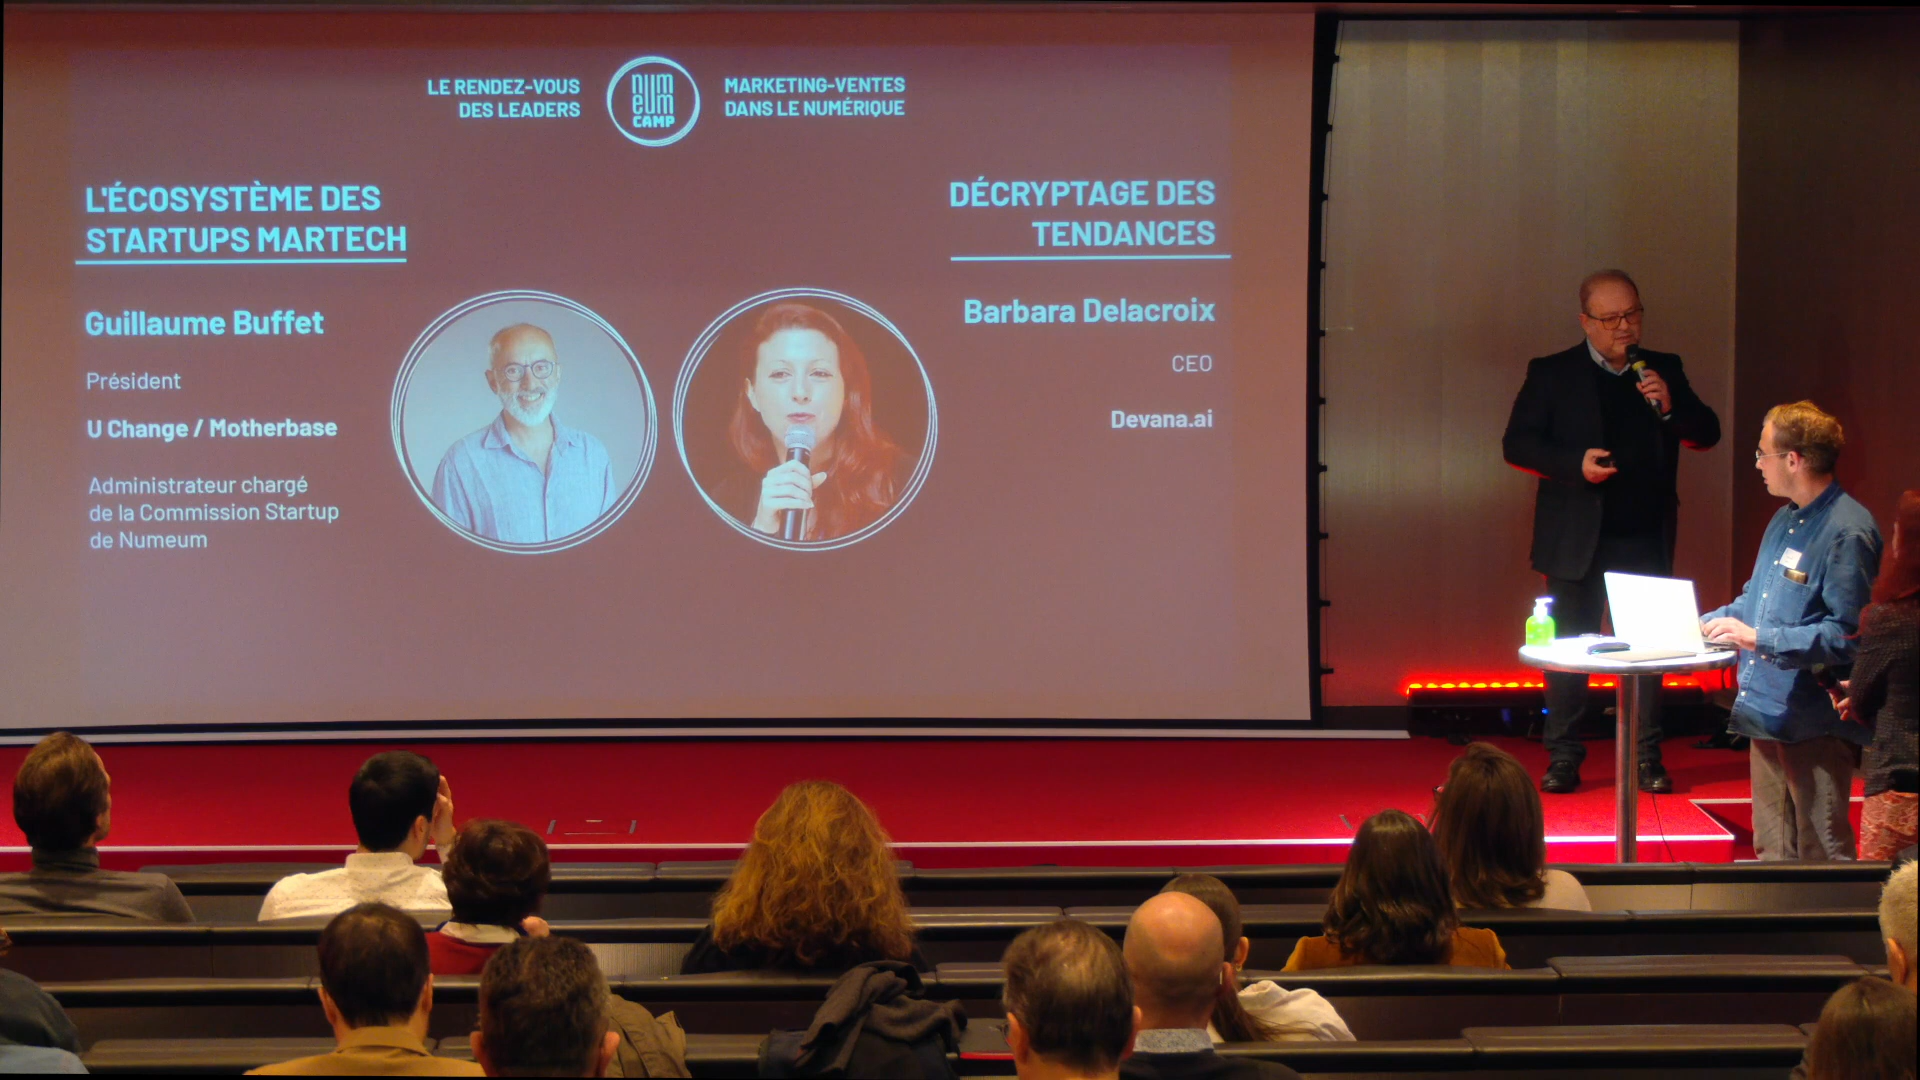 LE RENDEZ-VOUS
DES LEADERS
num
eum
CAMP
MARKETING-VENTES
DANS LE NUMÉRIQUE
L'ÉCOSYSTÈME DES
STARTUPS MARTECH
Guillaume Buffet
Président
U Change / Motherbase
Administrateur chargé
de la Commission Startup
de Numeum
DÉCRYPTAGE DES
TENDANCES
Barbara Delacroix
CEO
Devana.ai